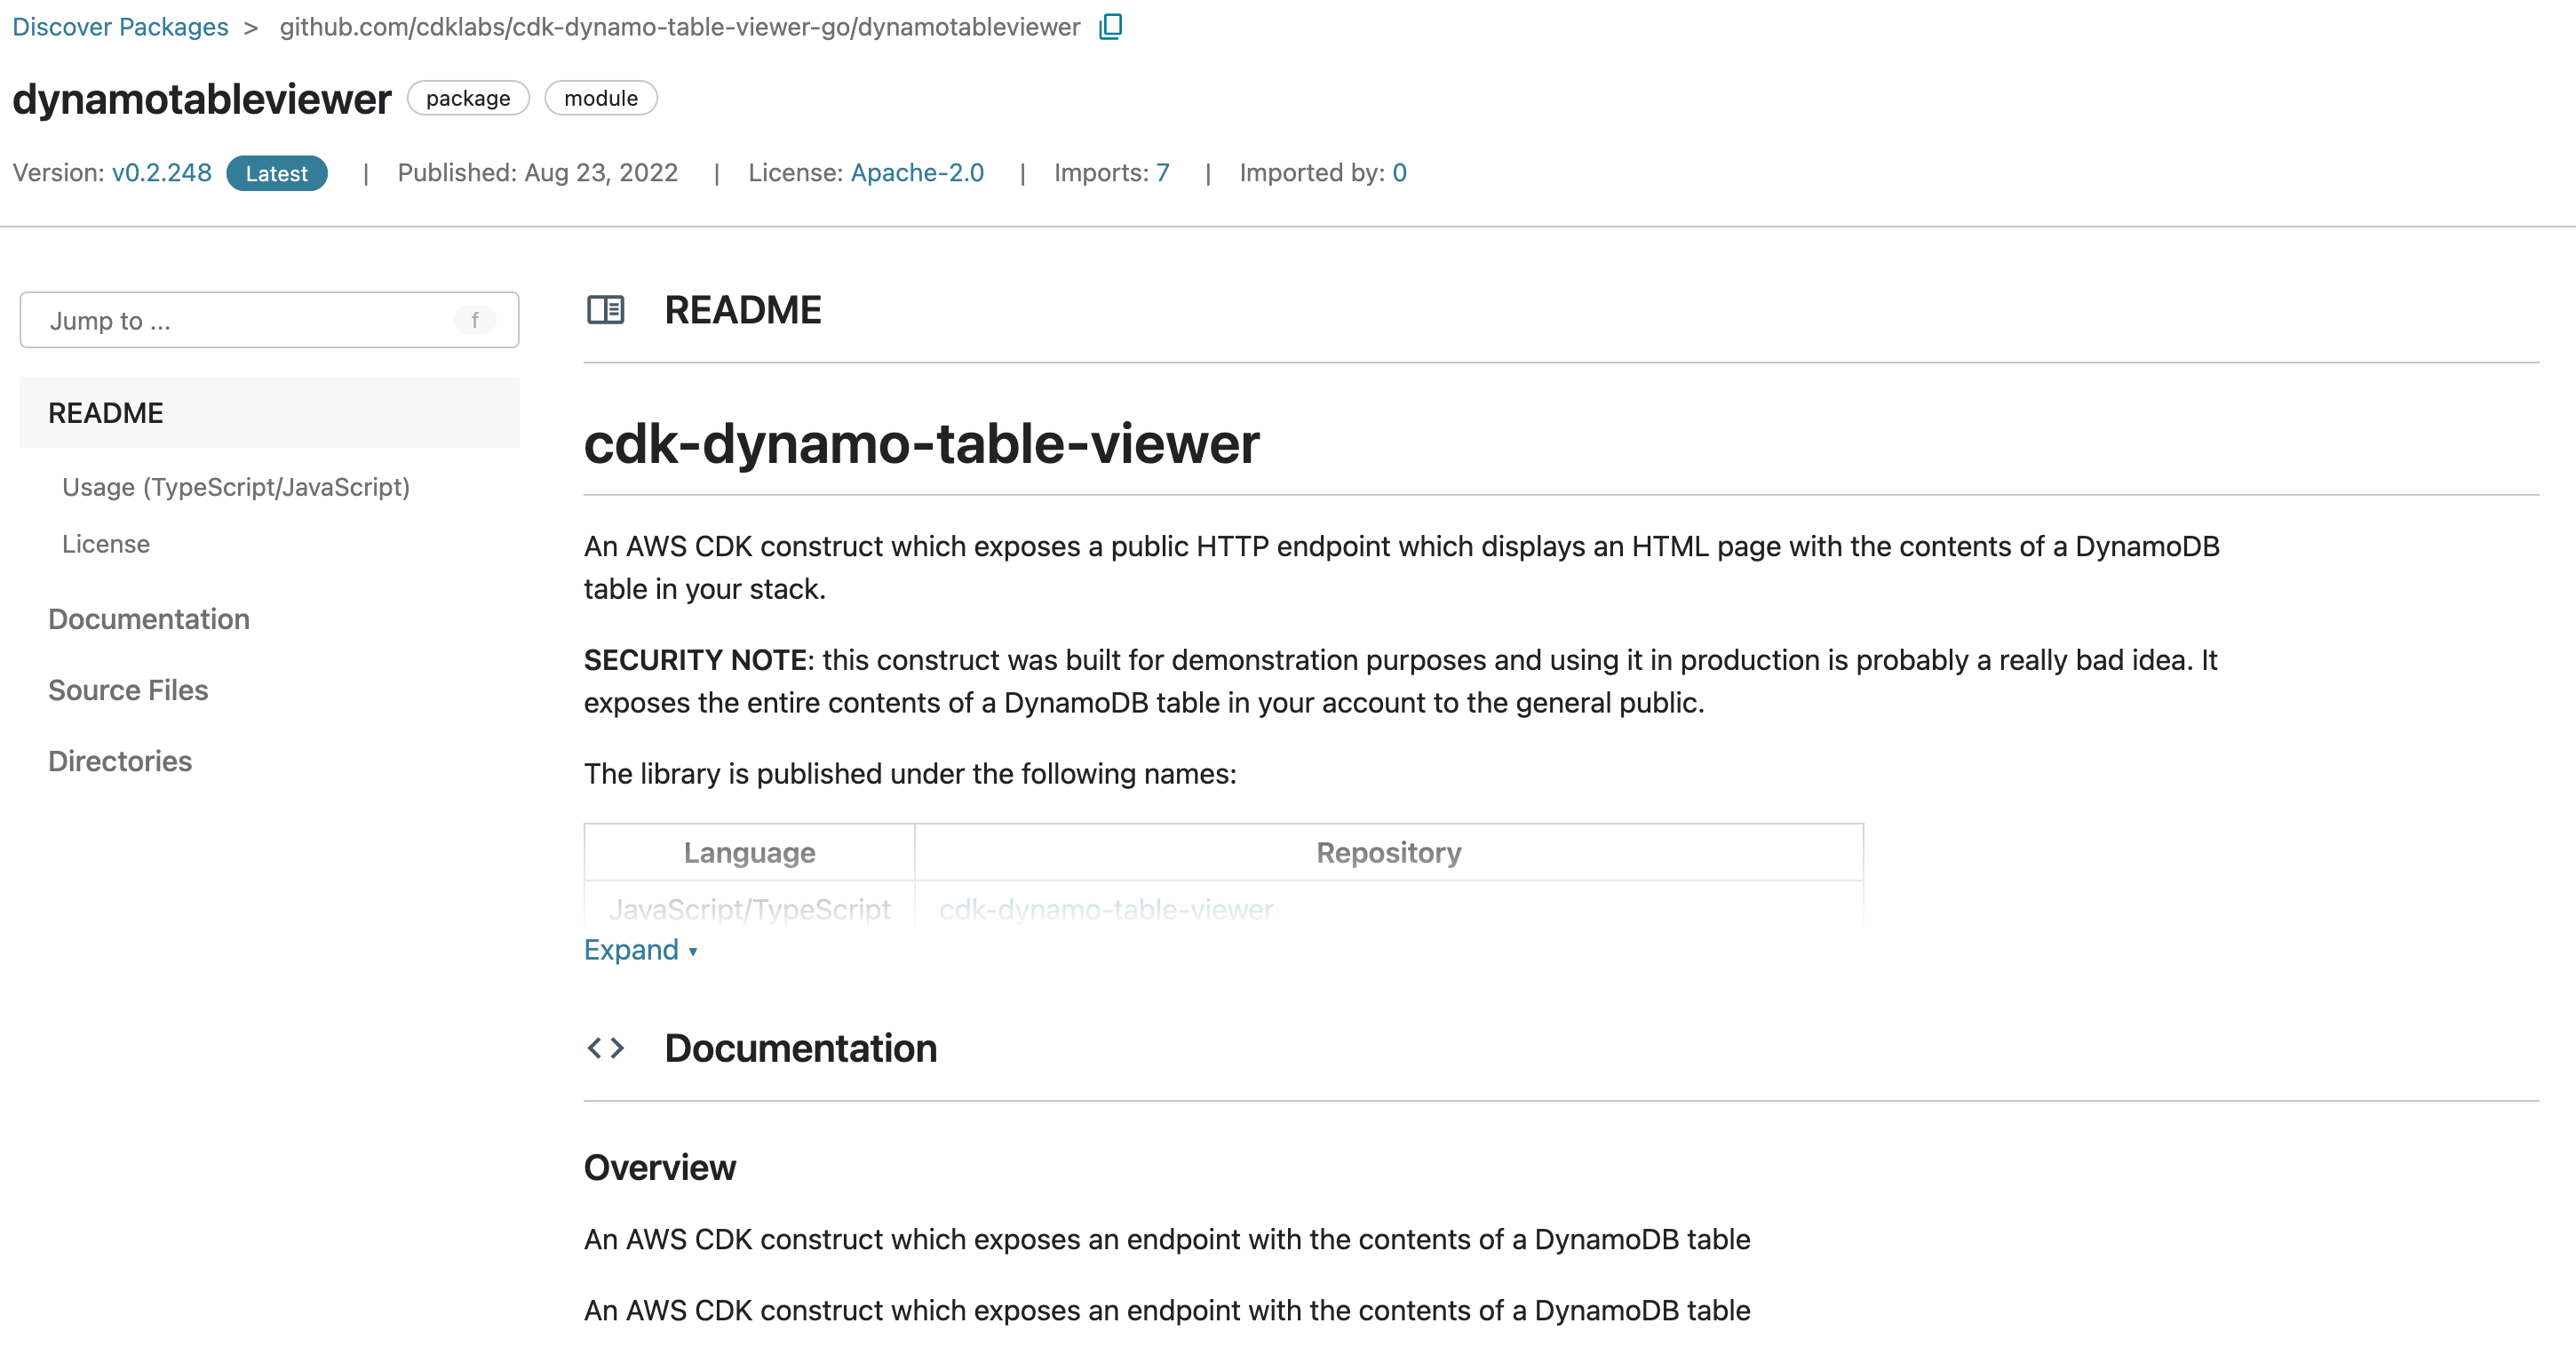 Discover Packages > github.com/cdklabs/cdk-dynamo-table-viewer-go/dynamotableviewer
dynamotableviewer package module
Version: v0.2.248 Latest | Published: Aug 23, 2022 | License: Apache-2.0 | Imports: 7 | Imported by: 0
Jump to ... f
README
Usage (TypeScript/JavaScript)
License
Documentation
Source Files
Directories
README
cdk-dynamo-table-viewer
An AWS CDK construct which exposes a public HTTP endpoint which displays an HTML page with the contents of a DynamoDB
table in your stack.
SECURITY NOTE: this construct was built for demonstration purposes and using it in production is probably a really bad idea. It
exposes the entire contents of a DynamoDB table in your account to the general public.
The library is published under the following names:
Language Repository
JavaScript/TypeScript cdk-dynamo-table-viewer
Expand ▾
Documentation
Overview
An AWS CDK construct which exposes an endpoint with the contents of a DynamoDB table
An AWS CDK construct which exposes an endpoint with the contents of a DynamoDB table